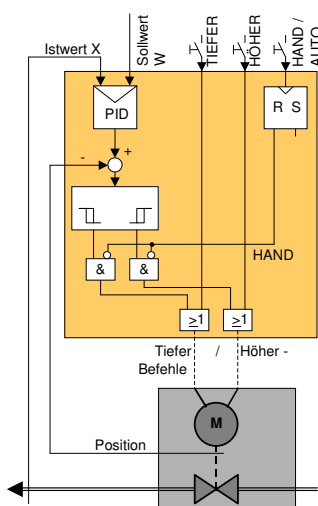 Istwert X
Sollwert
W
TIEFER
HÖHER
HAND /
AUTO
PID
R S
-
+
HAND
&
&
≥1
≥1
Tiefer / Höher -
Befehle
M
Position